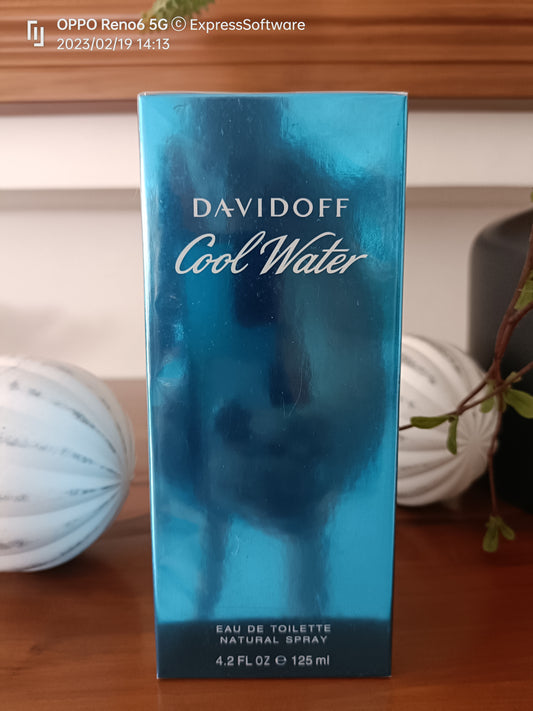 OPPO Reno6 5G © ExpressSoftware
2023/02/19 14:13
DAVIDOFF
Cool Water
EAU DE TOILETTE
NATURAL SPRAY
4.2 FL OZ ℮ 125 ml